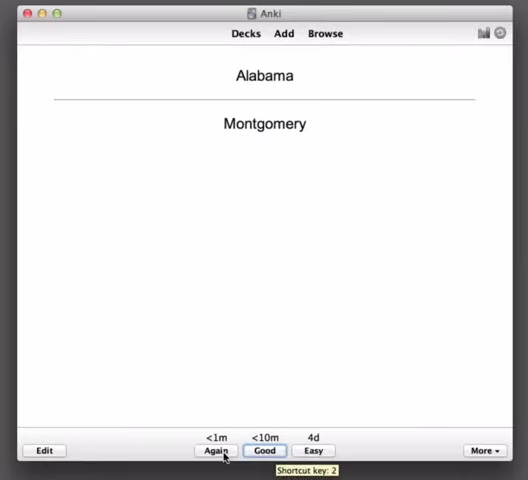 Anki
Decks Add Browse
Alabama
Montgomery
<1m <10m 4d
Edit Again Good Easy More
Shortcut key: 2